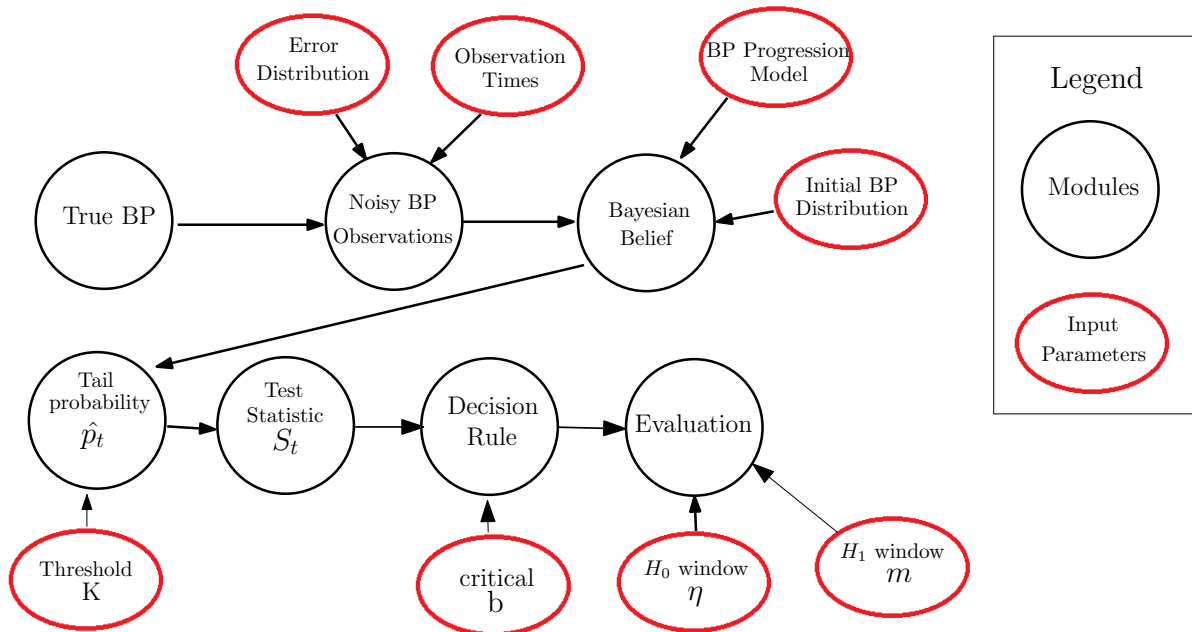 Error
Distribution
Observation
Times
BP Progression
Model
Legend
True BP
Noisy BP
Observations
Bayesian
Belief
Initial BP
Distribution
Modules
Input
Parameters
Tail
probability
$\hat{p}_t$
Test
Statistic
$S_t$
Decision
Rule
Evaluation
Threshold
K
critical
b
$H_0$ window
η
$H_1$ window
m